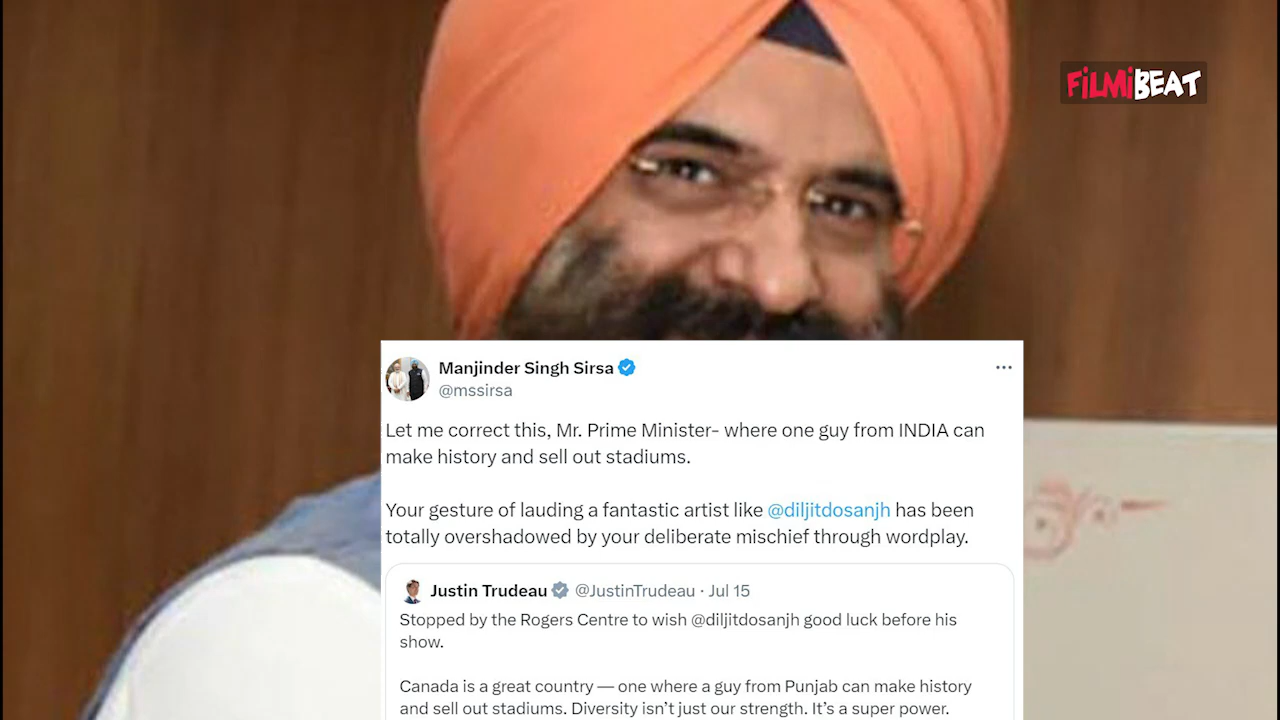 FiLMiBEAT
Manjinder Singh Sirsa
@mssirsa
Let me correct this, Mr. Prime Minister- where one guy from INDIA can
make history and sell out stadiums.
Your gesture of lauding a fantastic artist like @diljitdosanjh has been
totally overshadowed by your deliberate mischief through wordplay.
Justin Trudeau @JustinTrudeau · Jul 15
Stopped by the Rogers Centre to wish @diljitdosanjh good luck before his
show.
Canada is a great country — one where a guy from Punjab can make history
and sell out stadiums. Diversity isn't just our strength. It's a super power.